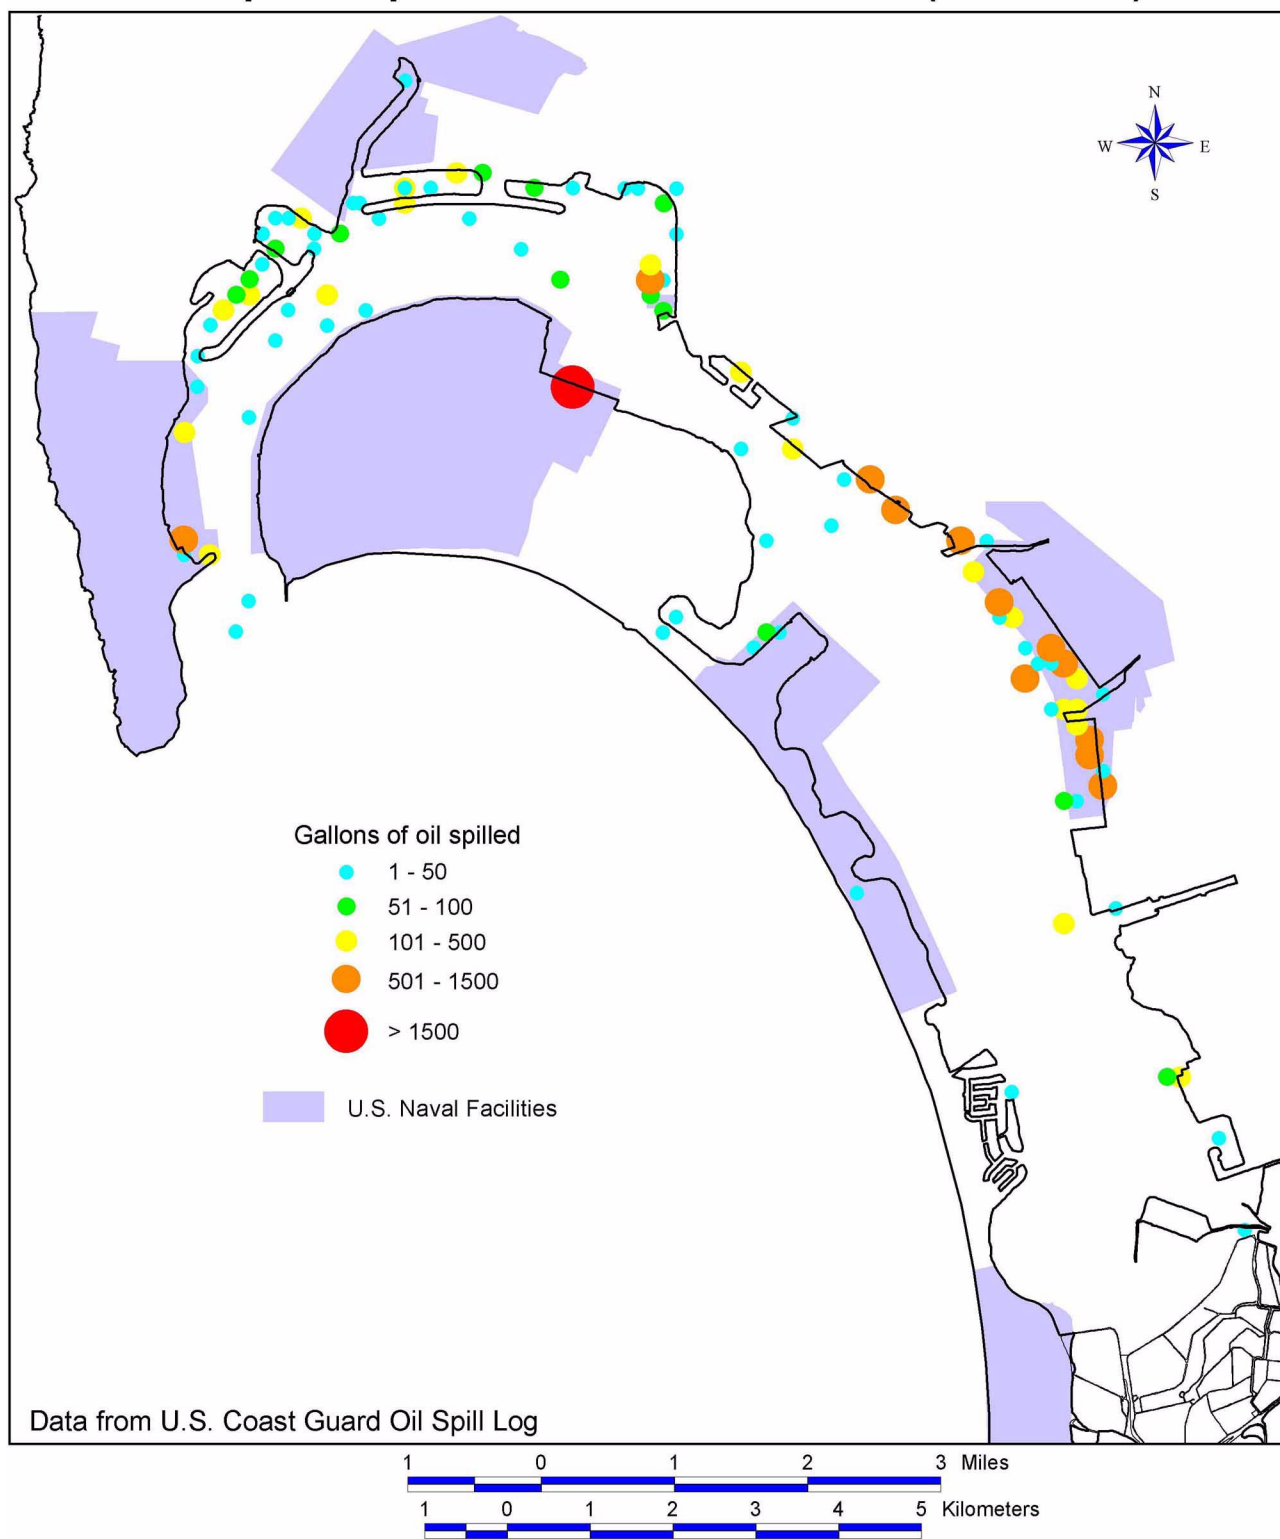 N
W E
S
Gallons of oil spilled
1 - 50
51 - 100
101 - 500
501 - 1500
> 1500
U.S. Naval Facilities
Data from U.S. Coast Guard Oil Spill Log
1 0 1 2 3 Miles
1 0 1 2 3 4 5 Kilometers